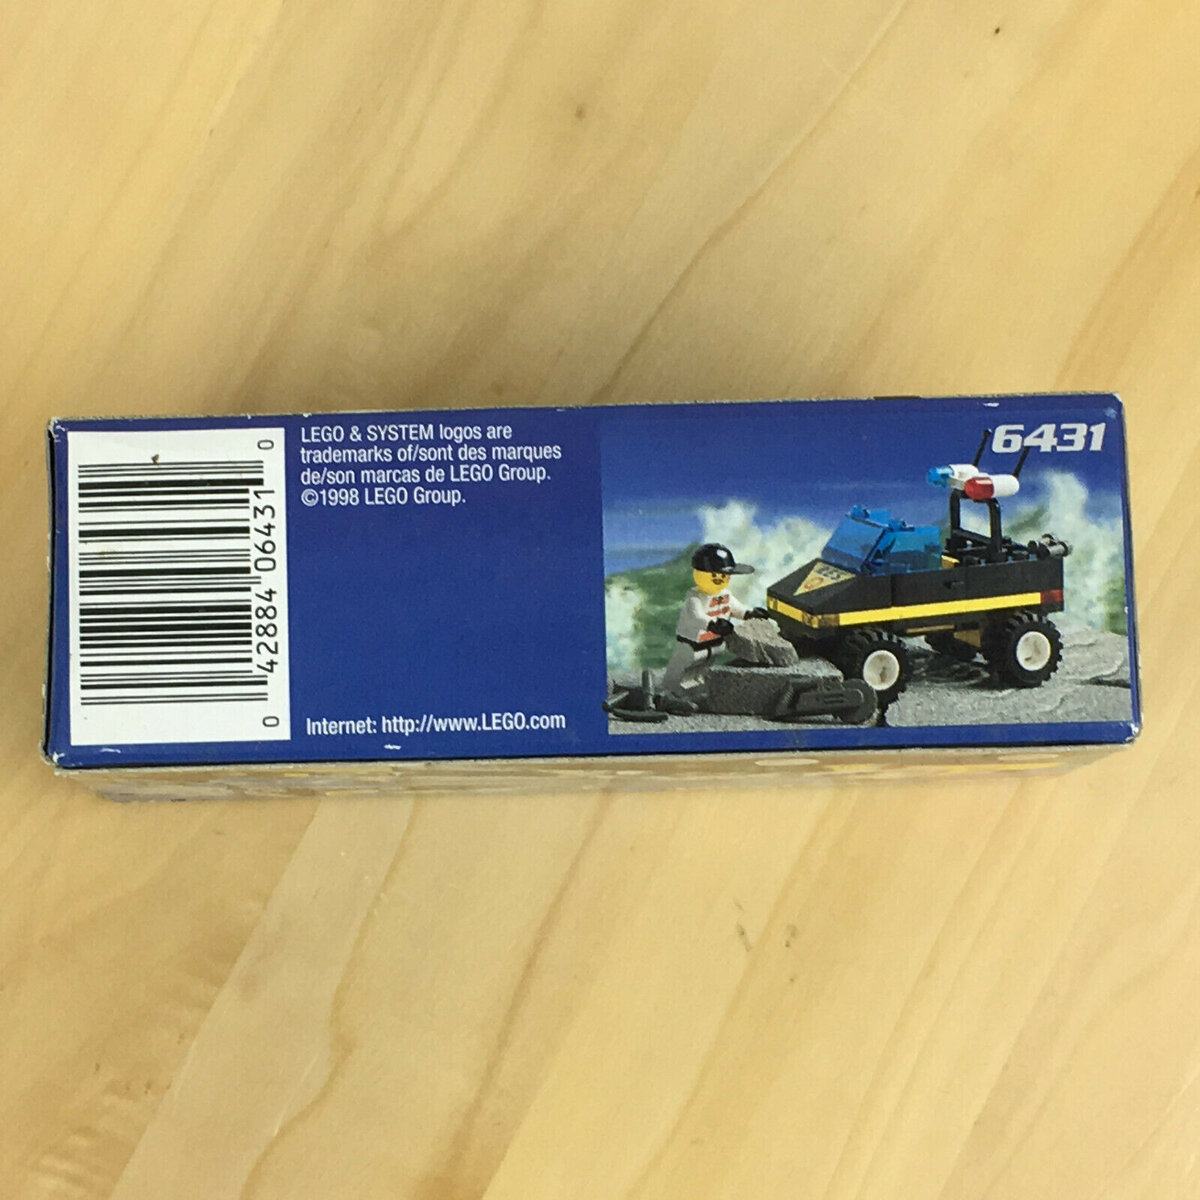 LEGO & SYSTEM logos are
trademarks of/sont des marques
de/son marcas de LEGO Group.
©1998 LEGO Group.
Internet: http://www.LEGO.com
0 42884 06431 0
6431